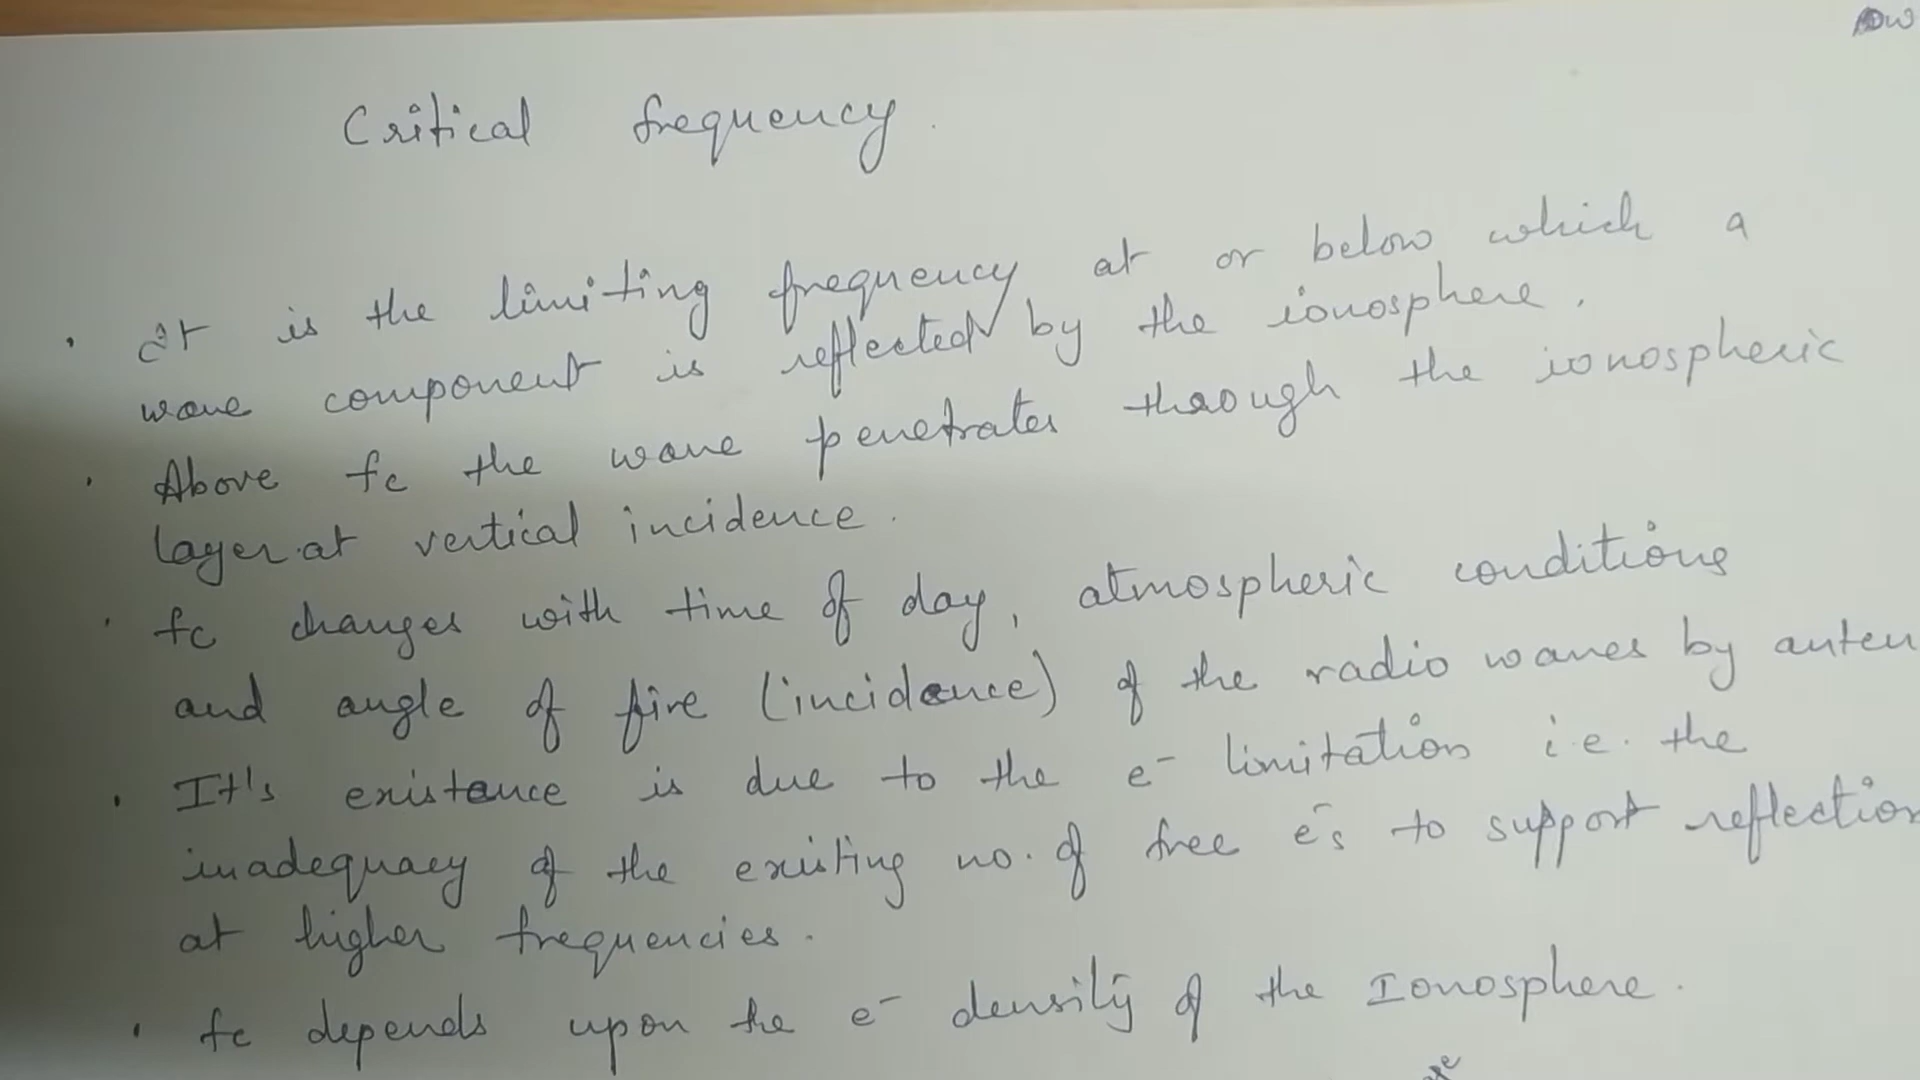 Critical frequency.
• It is the limiting frequency at or below which a
wave component is reflected by the ionosphere.
• Above fc the wave penetrates through the ionospheric
layer at vertical incidence.
• fc changes with time of day, atmospheric conditions
and angle of fire (incidence) of the radio waves by anten
• It's existence is due to the e⁻ limitation i.e. the
inadequacy of the existing no. of free e⁻s to support reflection
at higher frequencies.
• fc depends upon the e⁻ density of the Ionosphere.